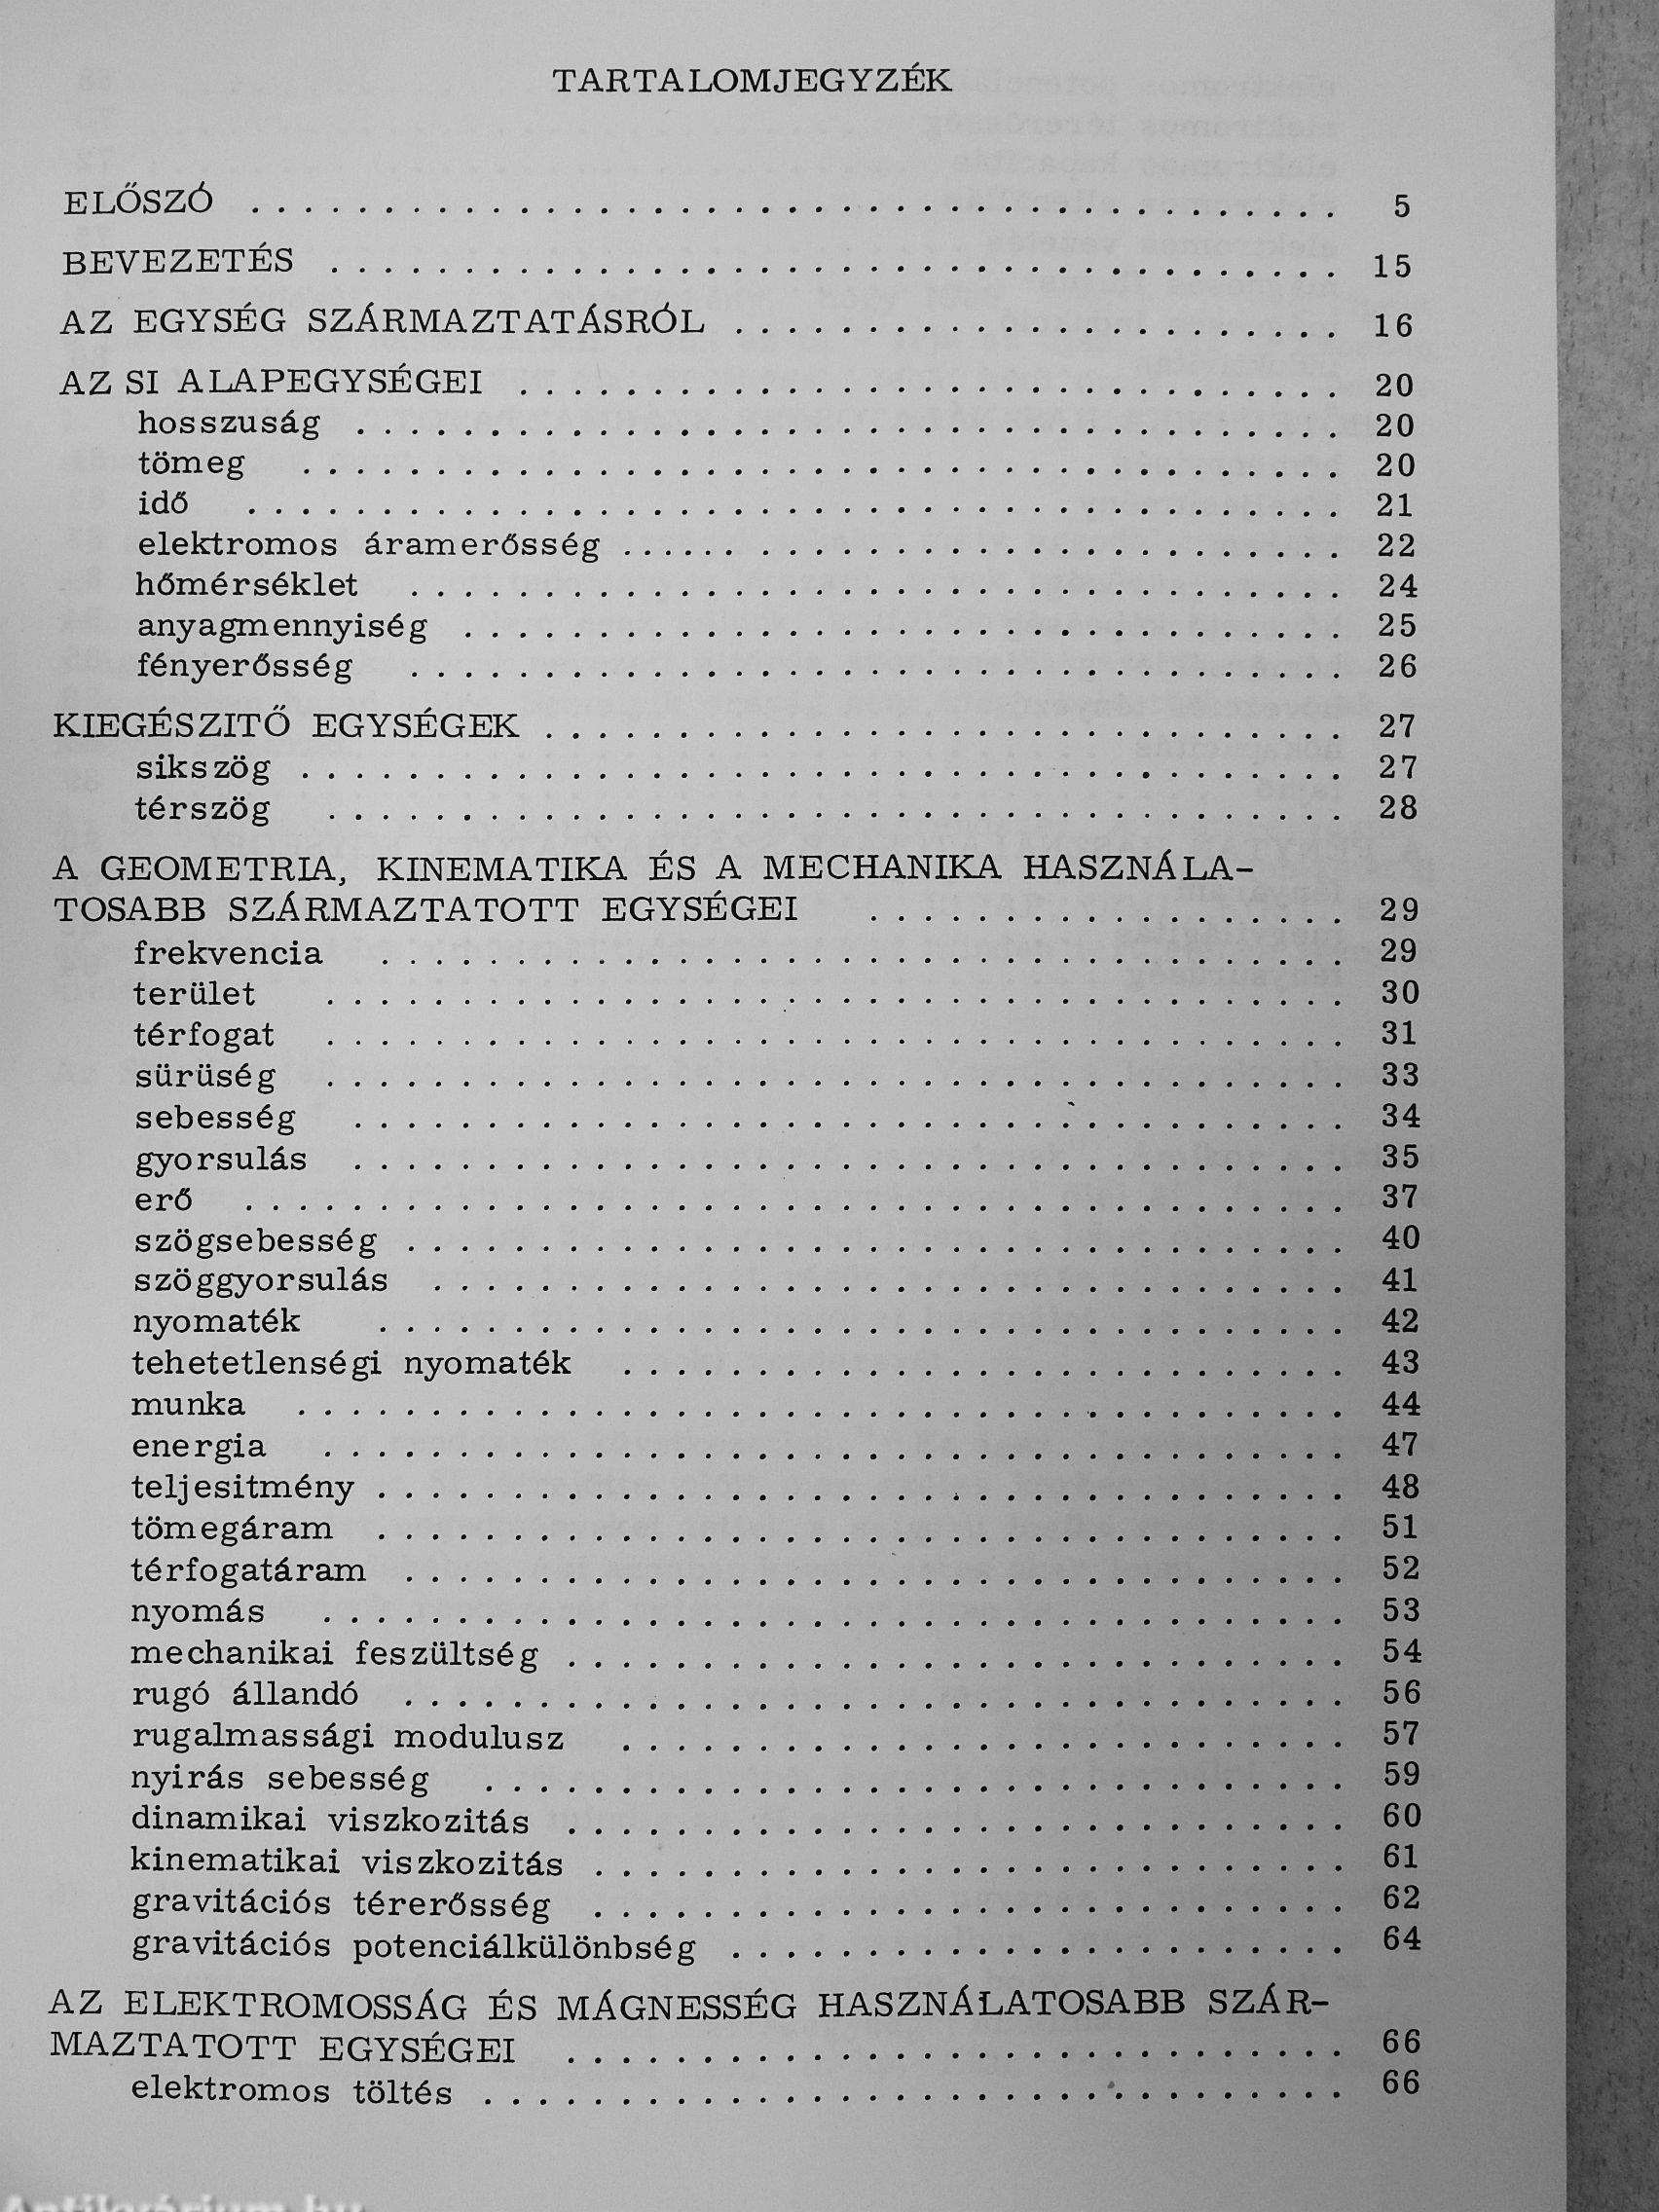 TARTALOMJEGYZÉK
ELŐSZÓ . . . . . . . . . . . . . . . . . . . . 5
BEVEZETÉS . . . . . . . . . . . . . . . . . . . . 15
AZ EGYSÉG SZÁRMAZTATÁSRÓL . . . . . . . . . . . . . . . . . . . . 16
AZ SI ALAPEGYSÉGEI . . . . . . . . . . . . . . . . . . . . 20
hosszuság . . . . . . . . . . . . . . . . . . . . 20
tömeg . . . . . . . . . . . . . . . . . . . . 20
idő . . . . . . . . . . . . . . . . . . . . 21
elektromos áramerősség . . . . . . . . . . . . . . . . . . . . 22
hőmérséklet . . . . . . . . . . . . . . . . . . . . 24
anyagmennyiség . . . . . . . . . . . . . . . . . . . . 25
fényerősség . . . . . . . . . . . . . . . . . . . . 26
KIEGÉSZITŐ EGYSÉGEK . . . . . . . . . . . . . . . . . . . . 27
sikszög . . . . . . . . . . . . . . . . . . . . 27
térszög . . . . . . . . . . . . . . . . . . . . 28
A GEOMETRIA, KINEMATIKA ÉS A MECHANIKA HASZNÁLA-
TOSABB SZÁRMAZTATOTT EGYSÉGEI . . . . . . . . . . . . . . . . . . 29
frekvencia . . . . . . . . . . . . . . . . . . . . 29
terület . . . . . . . . . . . . . . . . . . . . 30
térfogat . . . . . . . . . . . . . . . . . . . . 31
sürüség . . . . . . . . . . . . . . . . . . . . 33
sebesség . . . . . . . . . . . . . . . . . . . . 34
gyorsulás . . . . . . . . . . . . . . . . . . . . 35
erő . . . . . . . . . . . . . . . . . . . . 37
szögsebesség . . . . . . . . . . . . . . . . . . . . 40
szöggyorsulás . . . . . . . . . . . . . . . . . . . . 41
nyomaték . . . . . . . . . . . . . . . . . . . . 42
tehetetlenségi nyomaték . . . . . . . . . . . . . . . . . . . . 43
munka . . . . . . . . . . . . . . . . . . . . 44
energia . . . . . . . . . . . . . . . . . . . . 47
teljesitmény . . . . . . . . . . . . . . . . . . . . 48
tömegáram . . . . . . . . . . . . . . . . . . . . 51
térfogatáram . . . . . . . . . . . . . . . . . . . . 52
nyomás . . . . . . . . . . . . . . . . . . . . 53
mechanikai feszültség . . . . . . . . . . . . . . . . . . . . 54
rugó állandó . . . . . . . . . . . . . . . . . . . . 56
rugalmassági modulusz . . . . . . . . . . . . . . . . . . . . 57
nyirás sebesség . . . . . . . . . . . . . . . . . . . . 59
dinamikai viszkozitás . . . . . . . . . . . . . . . . . . . . 60
kinematikai viszkozitás . . . . . . . . . . . . . . . . . . . . 61
gravitációs térerősség . . . . . . . . . . . . . . . . . . . . 62
gravitációs potenciálkülönbség . . . . . . . . . . . . . . . . . . . . 64
AZ ELEKTROMOSSÁG ÉS MÁGNESSÉG HASZNÁLATOSABB SZÁR-
MAZTATOTT EGYSÉGEI . . . . . . . . . . . . . . . . . . . . 66
elektromos töltés . . . . . . . . . . . . . . . . . . . . 66
Antikvárium.hu